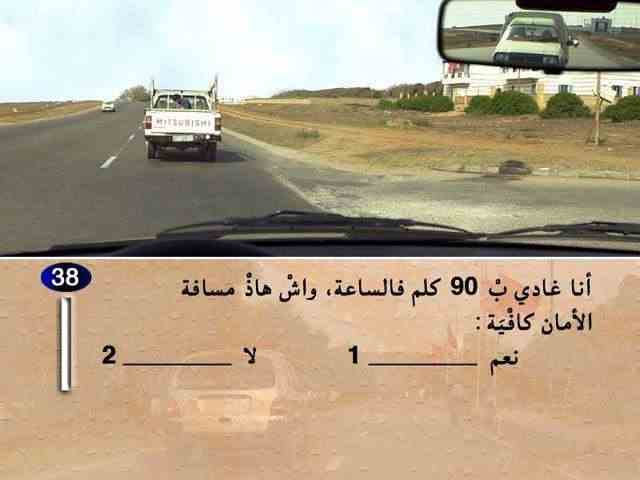 MITSUBISHI
38
أنا غادي بْ 90 كلم فالساعة، واشْ هاذْ مسافة
الأمان كافْيَة :
نعم ________ 1 لا ________ 2